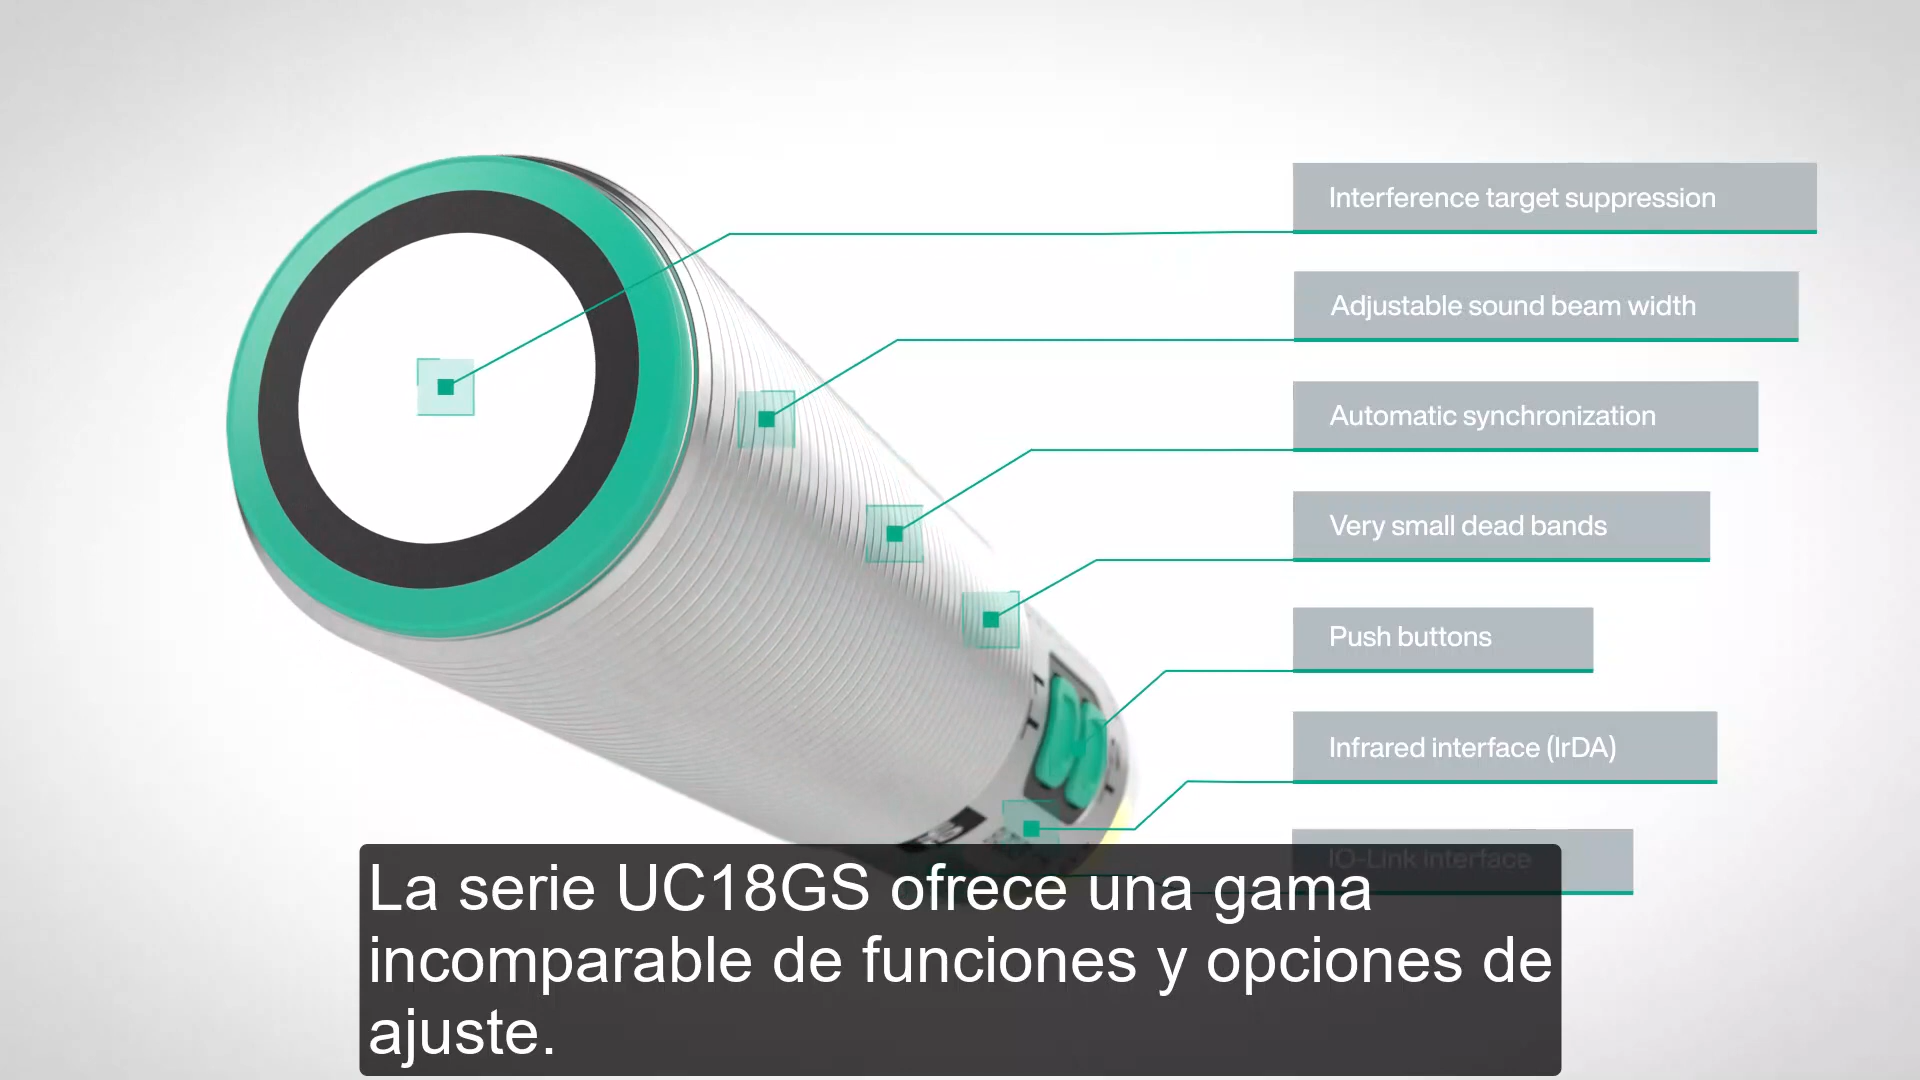 Interference target suppression
Adjustable sound beam width
Automatic synchronization
Very small dead bands
Push buttons
Infrared interface (IrDA)
IO-Link interface
La serie UC18GS ofrece una gama
incomparable de funciones y opciones de
ajuste.